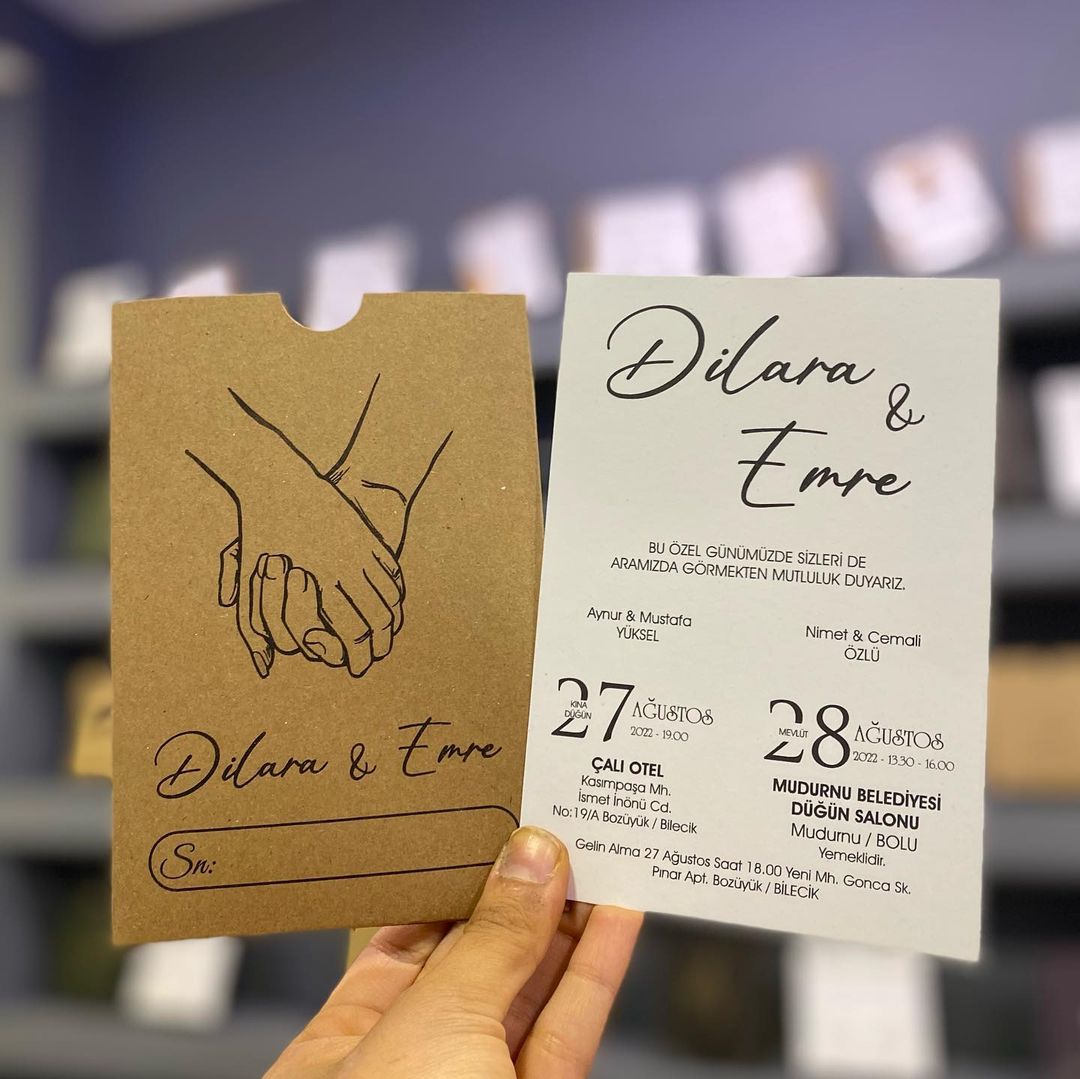 Dilara & Emre
Sn:
Dilara
&
Emre
BU ÖZEL GÜNÜMÜZDE SİZLERİ DE
ARAMIZDA GÖRMEKTEN MUTLULUK DUYARIZ.
Aynur & Mustafa
YÜKSEL
Nimet & Cemali
ÖZLÜ
27 KINA DÜĞÜN AĞUSTOS
2022 - 19.00
ÇALI OTEL
Kasımpaşa Mh.
İsmet İnönü Cd.
No:19/A Bozüyük / Bilecik
28 MEVLÜT AĞUSTOS
2022 - 13.30 - 16.00
MUDURNU BELEDİYESİ
DÜĞÜN SALONU
Mudurnu / BOLU
Yemeklidir.
Gelin Alma 27 Ağustos Saat 18.00 Yeni Mh. Gonca Sk.
Pınar Apt. Bozüyük / BİLECİK